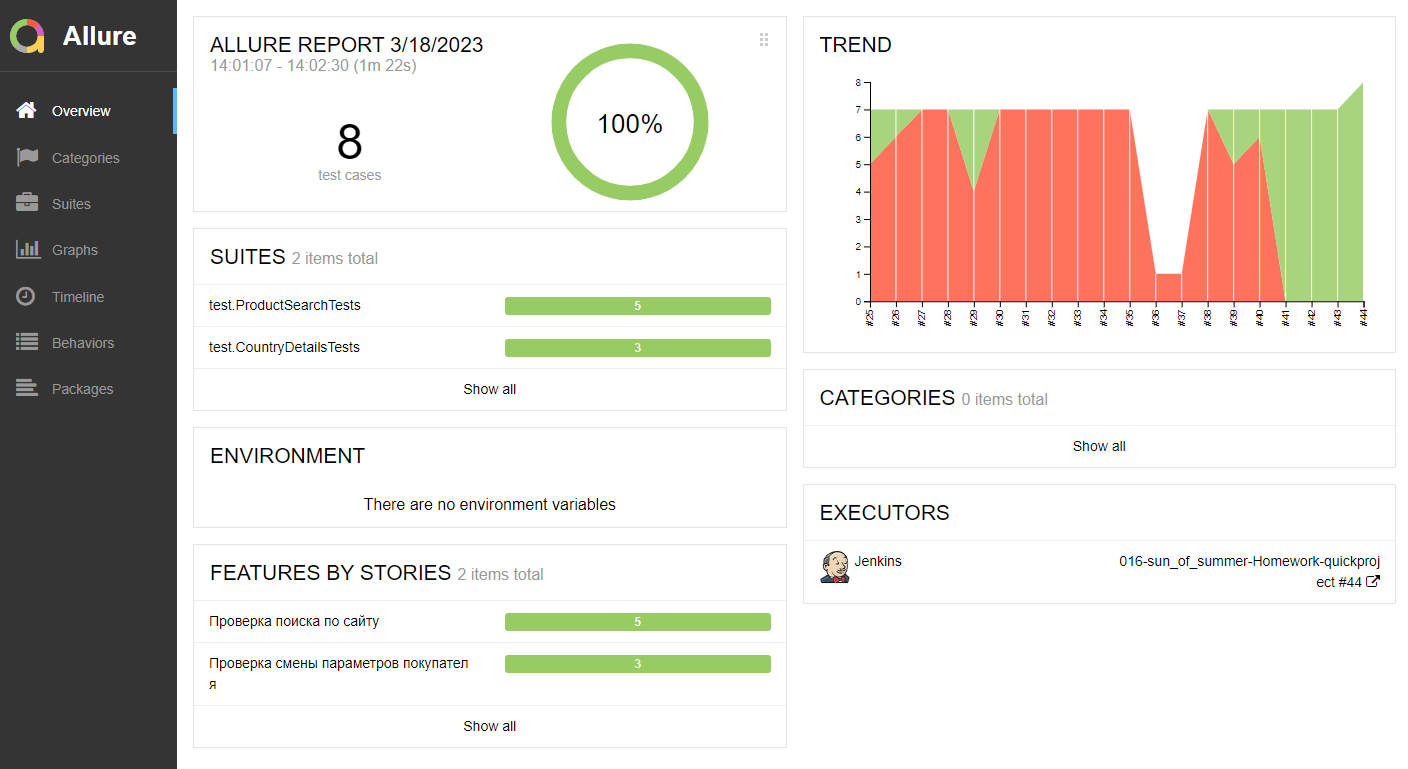 Allure
Overview
Categories
Suites
Graphs
Timeline
Behaviors
Packages
ALLURE REPORT 3/18/2023
14:01:07 - 14:02:30 (1m 22s)
8
test cases
100%
SUITES 2 items total
test.ProductSearchTests 5
test.CountryDetailsTests 3
Show all
ENVIRONMENT
There are no environment variables
FEATURES BY STORIES 2 items total
Проверка поиска по сайту 5
Проверка смены параметров покупател 3
я
Show all
TREND
8
7
6
5
4
3
2
1
0
#25 #26 #27 #28 #29 #30 #31 #32 #33 #34 #35 #36 #37 #38 #39 #40 #41 #42 #43 #44
CATEGORIES 0 items total
Show all
EXECUTORS
Jenkins 016-sun_of_summer-Homework-quickproj
ect #44